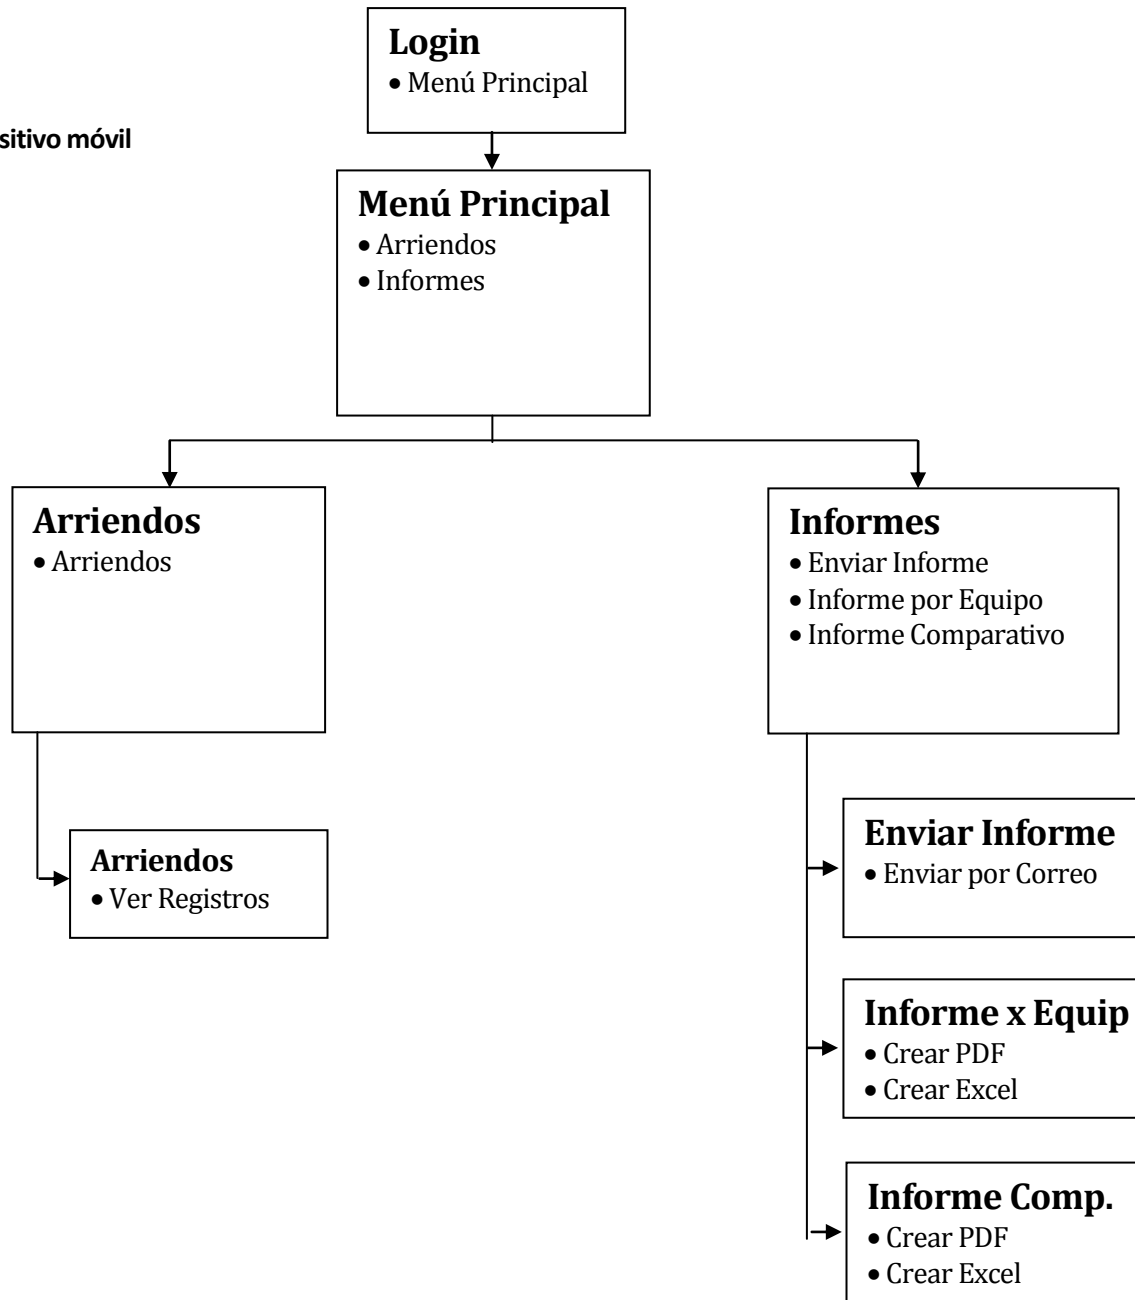 Login
• Menú Principal
sitivo móvil
Menú Principal
• Arriendos
• Informes
Arriendos
• Arriendos
Informes
• Enviar Informe
• Informe por Equipo
• Informe Comparativo
Arriendos
• Ver Registros
Enviar Informe
• Enviar por Correo
Informe x Equip
• Crear PDF
• Crear Excel
Informe Comp.
• Crear PDF
• Crear Excel